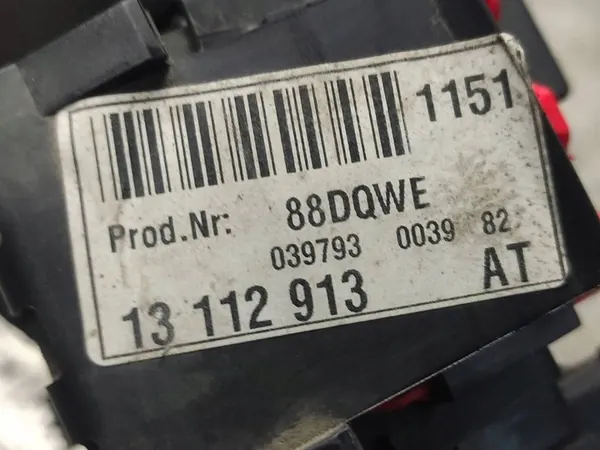 1151
Prod.Nr: 88DQWE
039793 0039 82
13 112 913 AT